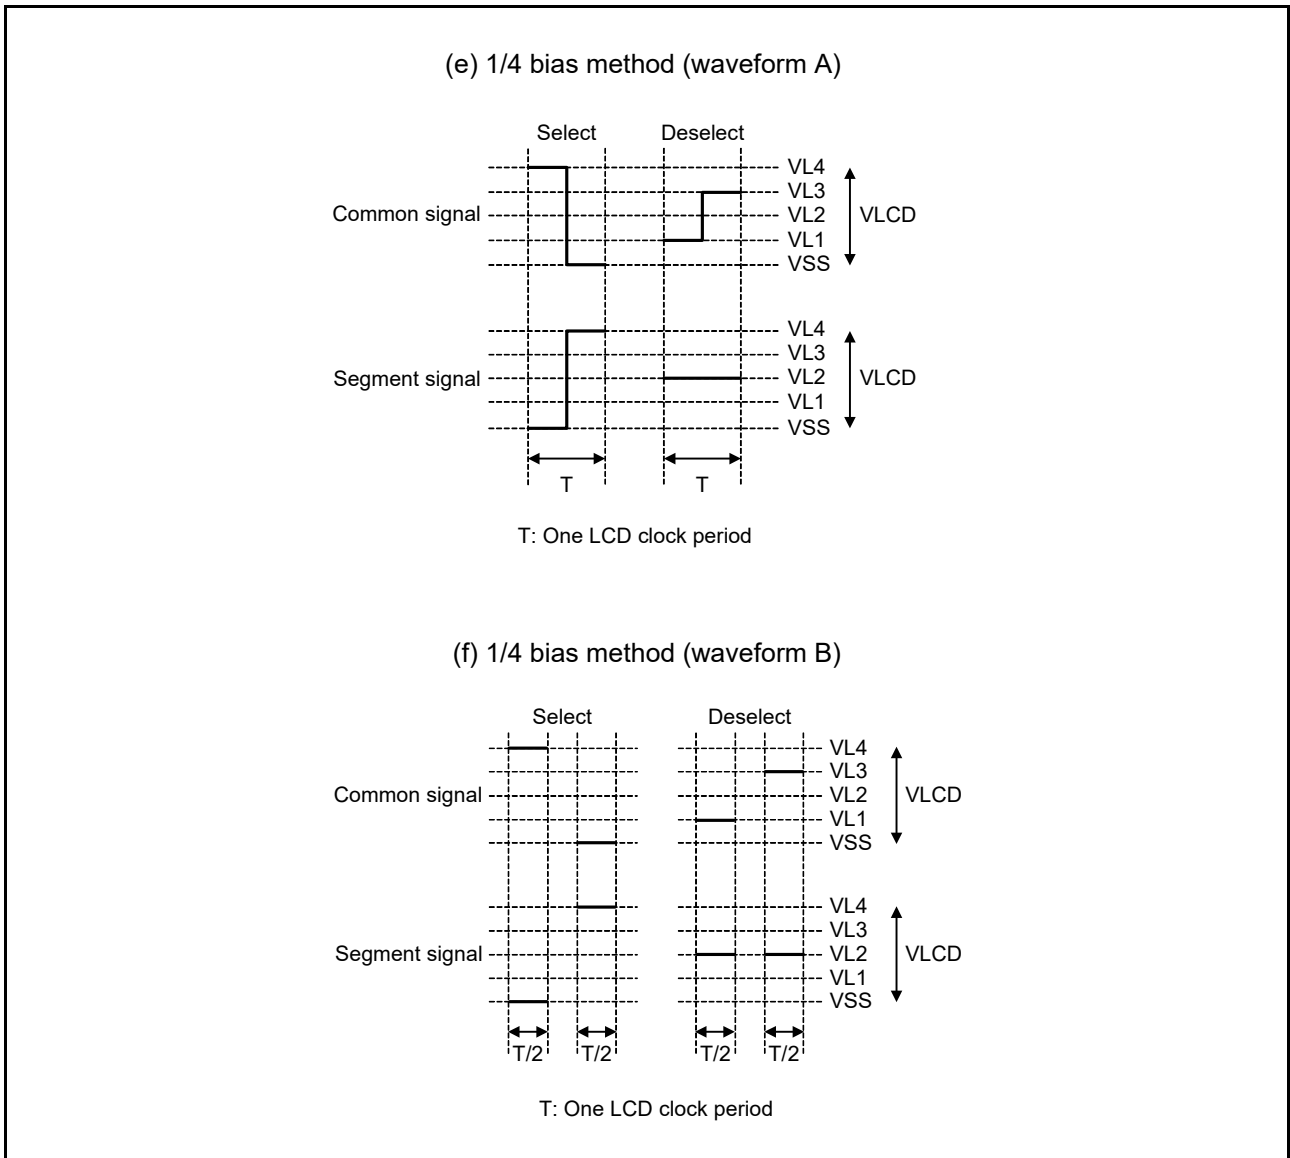 (e) 1/4 bias method (waveform A)
Select Deselect
VL4
VL3
Common signal VL2 VLCD
VL1
VSS
VL4
VL3
Segment signal VL2 VLCD
VL1
VSS
T T
T: One LCD clock period
(f) 1/4 bias method (waveform B)
Select Deselect
VL4
VL3
Common signal VL2 VLCD
VL1
VSS
VL4
VL3
Segment signal VL2 VLCD
VL1
VSS
T/2 T/2 T/2 T/2
T: One LCD clock period